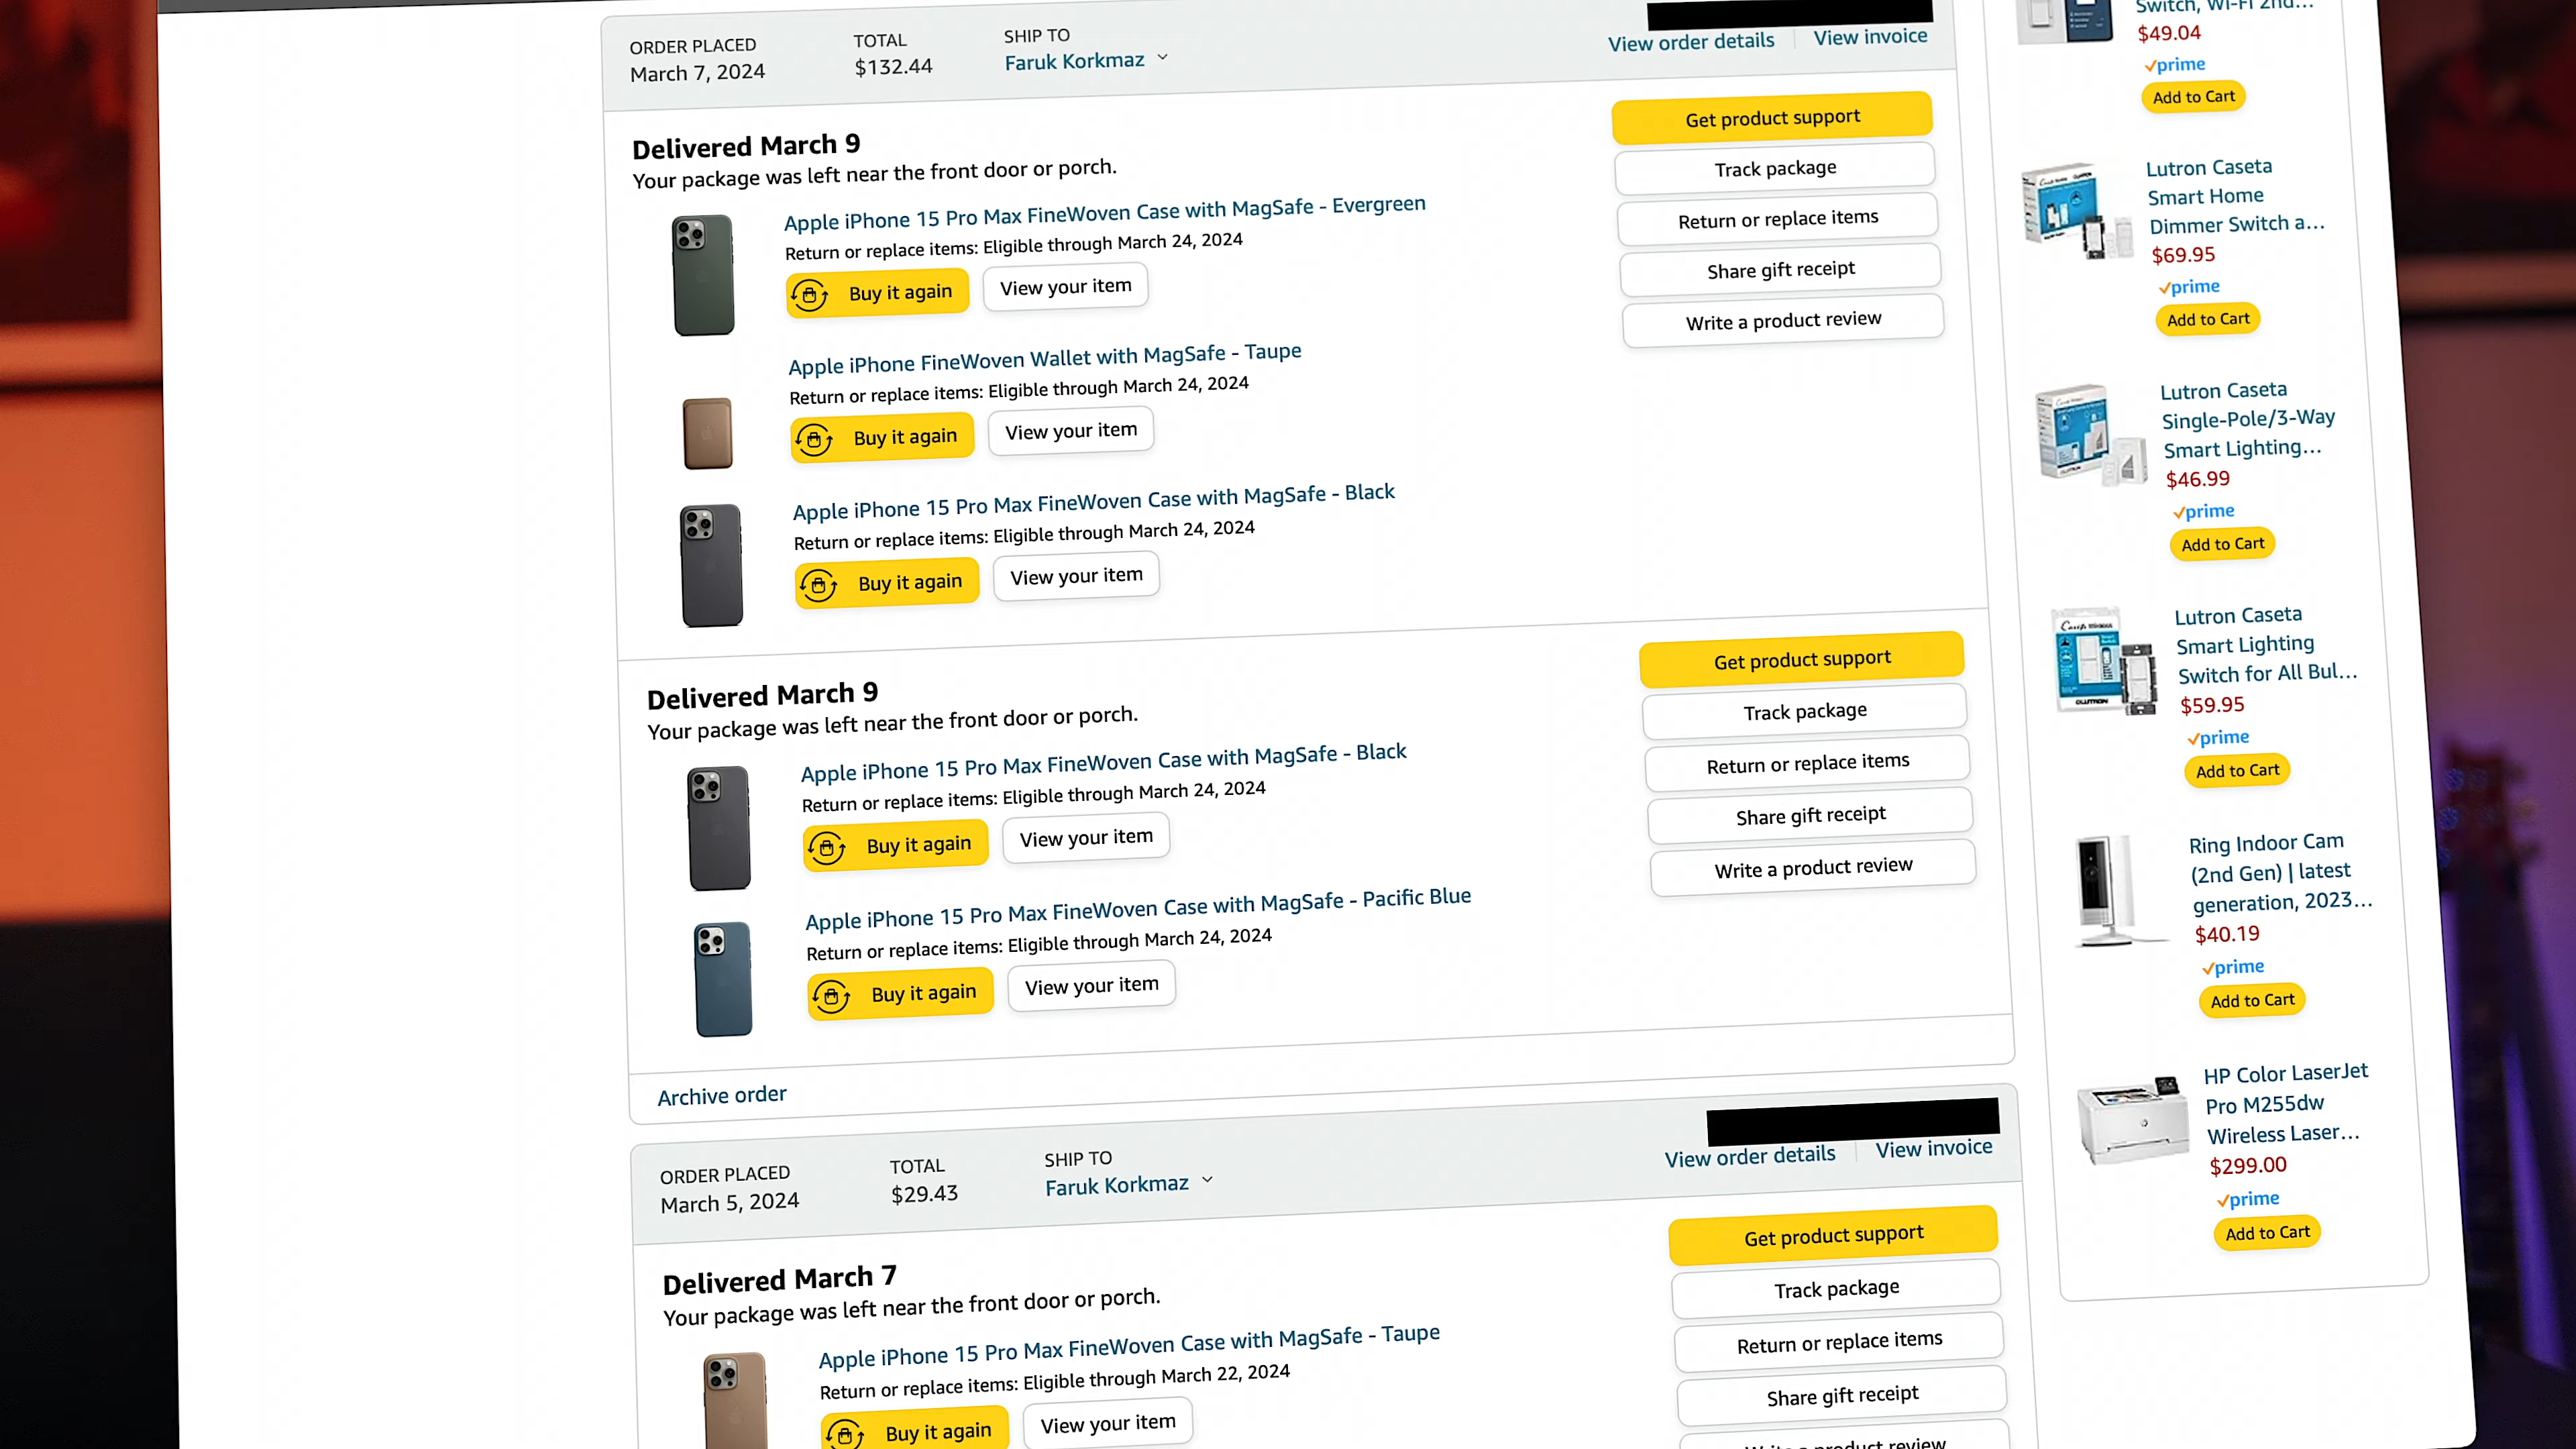 ORDER PLACED
March 7, 2024
TOTAL
$132.44
SHIP TO
Faruk Korkmaz
View order details
View invoice
Delivered March 9
Your package was left near the front door or porch.
Apple iPhone 15 Pro Max FineWoven Case with MagSafe - Evergreen
Return or replace items: Eligible through March 24, 2024
Buy it again
View your item
Apple iPhone FineWoven Wallet with MagSafe - Taupe
Return or replace items: Eligible through March 24, 2024
Buy it again
View your item
Apple iPhone 15 Pro Max FineWoven Case with MagSafe - Black
Return or replace items: Eligible through March 24, 2024
Buy it again
View your item
Get product support
Track package
Return or replace items
Share gift receipt
Write a product review
Delivered March 9
Your package was left near the front door or porch.
Apple iPhone 15 Pro Max FineWoven Case with MagSafe - Black
Return or replace items: Eligible through March 24, 2024
Buy it again
View your item
Apple iPhone 15 Pro Max FineWoven Case with MagSafe - Pacific Blue
Return or replace items: Eligible through March 24, 2024
Buy it again
View your item
Get product support
Track package
Return or replace items
Share gift receipt
Write a product review
Archive order
ORDER PLACED
March 5, 2024
TOTAL
$29.43
SHIP TO
Faruk Korkmaz
View order details
View invoice
Delivered March 7
Your package was left near the front door or porch.
Apple iPhone 15 Pro Max FineWoven Case with MagSafe - Taupe
Return or replace items: Eligible through March 22, 2024
Buy it again
View your item
Get product support
Track package
Return or replace items
Share gift receipt
Write a product review
Switch, Wi-Fi 2nd...
$49.04
prime
Add to Cart
Lutron Caseta
Smart Home
Dimmer Switch a...
$69.95
prime
Add to Cart
Lutron Caseta
Single-Pole/3-Way
Smart Lighting...
$46.99
prime
Add to Cart
Lutron Caseta
Smart Lighting
Switch for All Bul...
$59.95
prime
Add to Cart
Ring Indoor Cam
(2nd Gen) | latest
generation, 2023...
$40.19
prime
Add to Cart
HP Color LaserJet
Pro M255dw
Wireless Laser...
$299.00
prime
Add to Cart